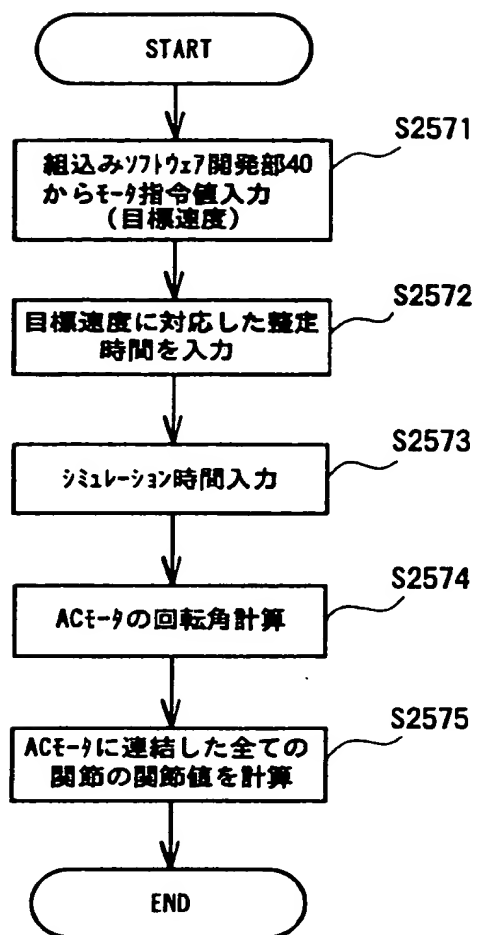 START
S2571
組込みソフトウェア開発部40
からモータ指令値入力
(目標速度)
S2572
目標速度に対応した整定
時間を入力
S2573
シミュレーション時間入力
S2574
ACモータの回転角計算
S2575
ACモータに連結した全ての
関節の関節値を計算
END